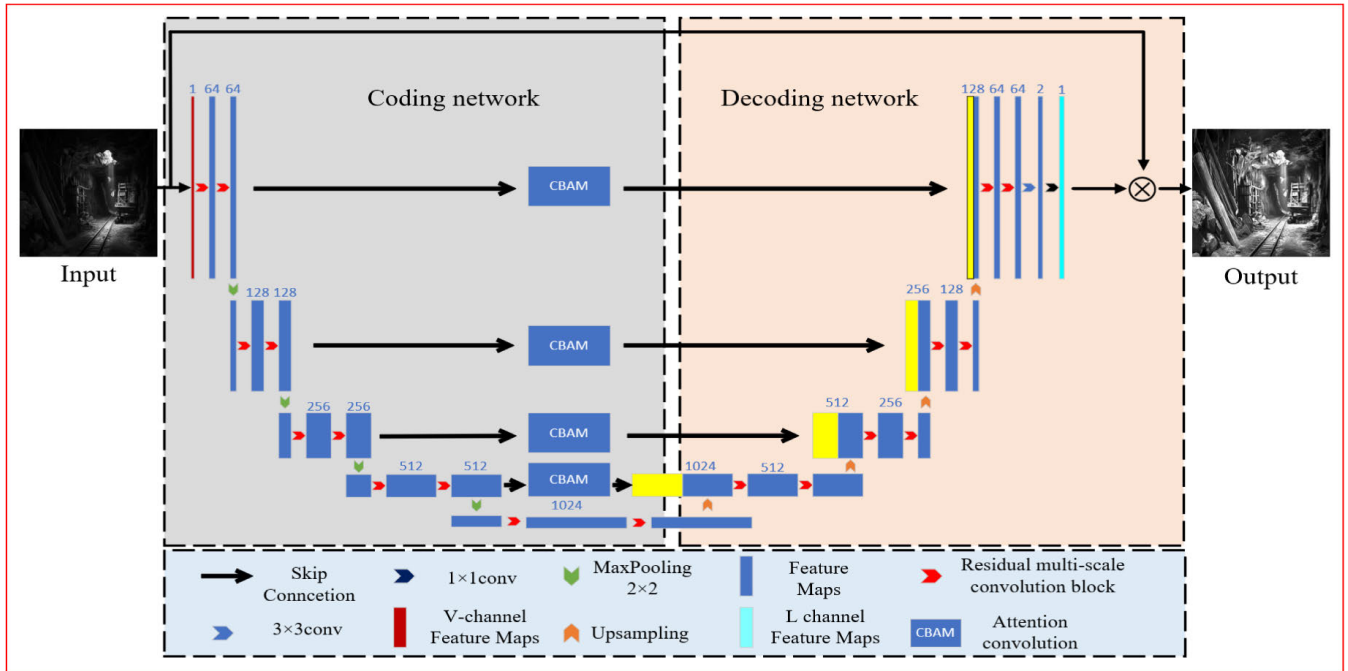 Coding network
Decoding network
1 64 64
128 64 64 2 1
CBAM
Input
Output
128 128
256 128
CBAM
256 256
512 256
CBAM
512 512
CBAM
1024 512
1024
Skip
Conncetion
1×1conv
MaxPooling
2×2
Feature
Maps
Residual multi-scale
convolution block
3×3conv
V-channel
Feature Maps
Upsampling
L channel
Feature Maps
CBAM
Attention
convolution